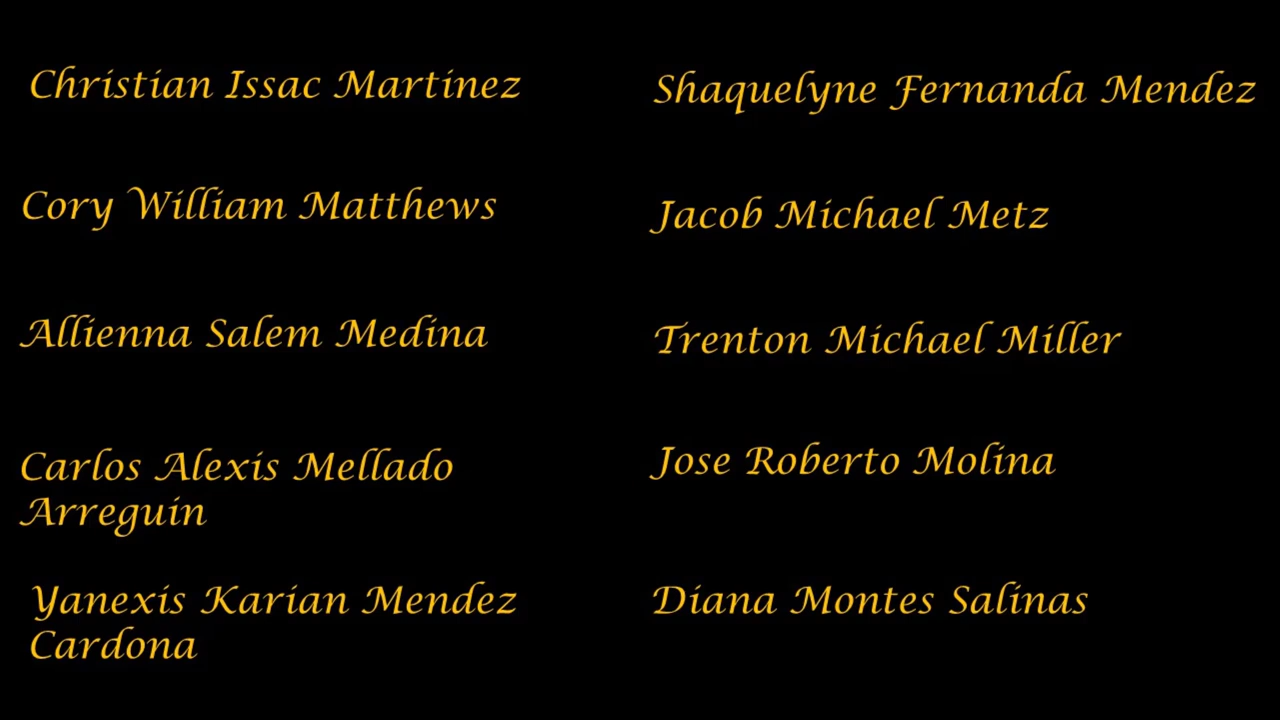 Christian Issac Martinez
Cory William Matthews
Allienna Salem Medina
Carlos Alexis Mellado
Arreguin
Yanexis Karian Mendez
Cardona
Shaquelyne Fernanda Mendez
Jacob Michael Metz
Trenton Michael Miller
Jose Roberto Molina
Diana Montes Salinas